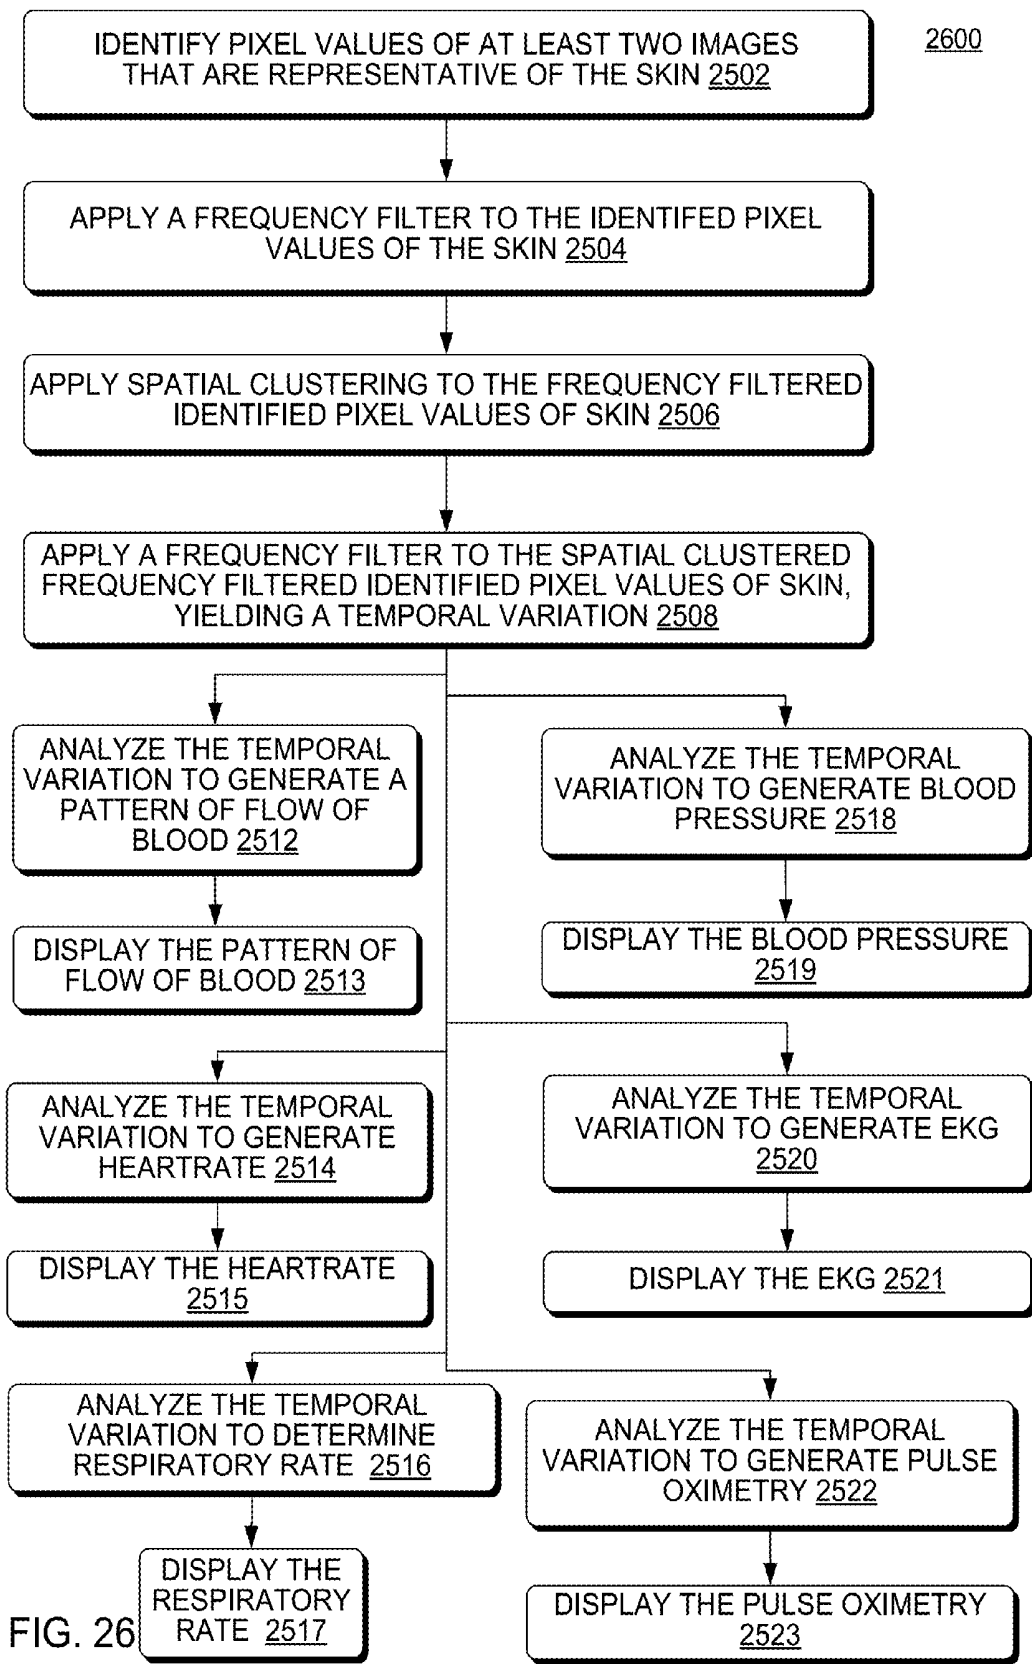 IDENTIFY PIXEL VALUES OF AT LEAST TWO IMAGES
THAT ARE REPRESENTATIVE OF THE SKIN 2502
2600
APPLY A FREQUENCY FILTER TO THE IDENTIFED PIXEL
VALUES OF THE SKIN 2504
APPLY SPATIAL CLUSTERING TO THE FREQUENCY FILTERED
IDENTIFIED PIXEL VALUES OF SKIN 2506
APPLY A FREQUENCY FILTER TO THE SPATIAL CLUSTERED
FREQUENCY FILTERED IDENTIFIED PIXEL VALUES OF SKIN,
YIELDING A TEMPORAL VARIATION 2508
ANALYZE THE TEMPORAL
VARIATION TO GENERATE A
PATTERN OF FLOW OF
BLOOD 2512
ANALYZE THE TEMPORAL
VARIATION TO GENERATE BLOOD
PRESSURE 2518
DISPLAY THE PATTERN OF
FLOW OF BLOOD 2513
DISPLAY THE BLOOD PRESSURE
2519
ANALYZE THE TEMPORAL
VARIATION TO GENERATE
HEARTRATE 2514
ANALYZE THE TEMPORAL
VARIATION TO GENERATE EKG
2520
DISPLAY THE HEARTRATE
2515
DISPLAY THE EKG 2521
ANALYZE THE TEMPORAL
VARIATION TO DETERMINE
RESPIRATORY RATE 2516
ANALYZE THE TEMPORAL
VARIATION TO GENERATE PULSE
OXIMETRY 2522
DISPLAY THE
RESPIRATORY
RATE 2517
DISPLAY THE PULSE OXIMETRY
2523
FIG. 26